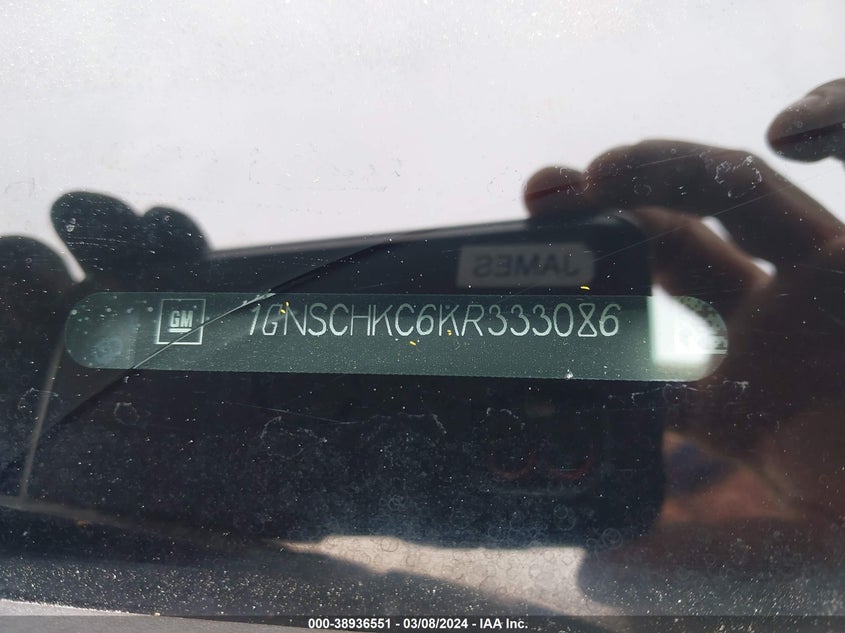 JAMES
GM 1GNSCHKC6KR333086
000-38936551 - 03/08/2024 - IAA Inc.